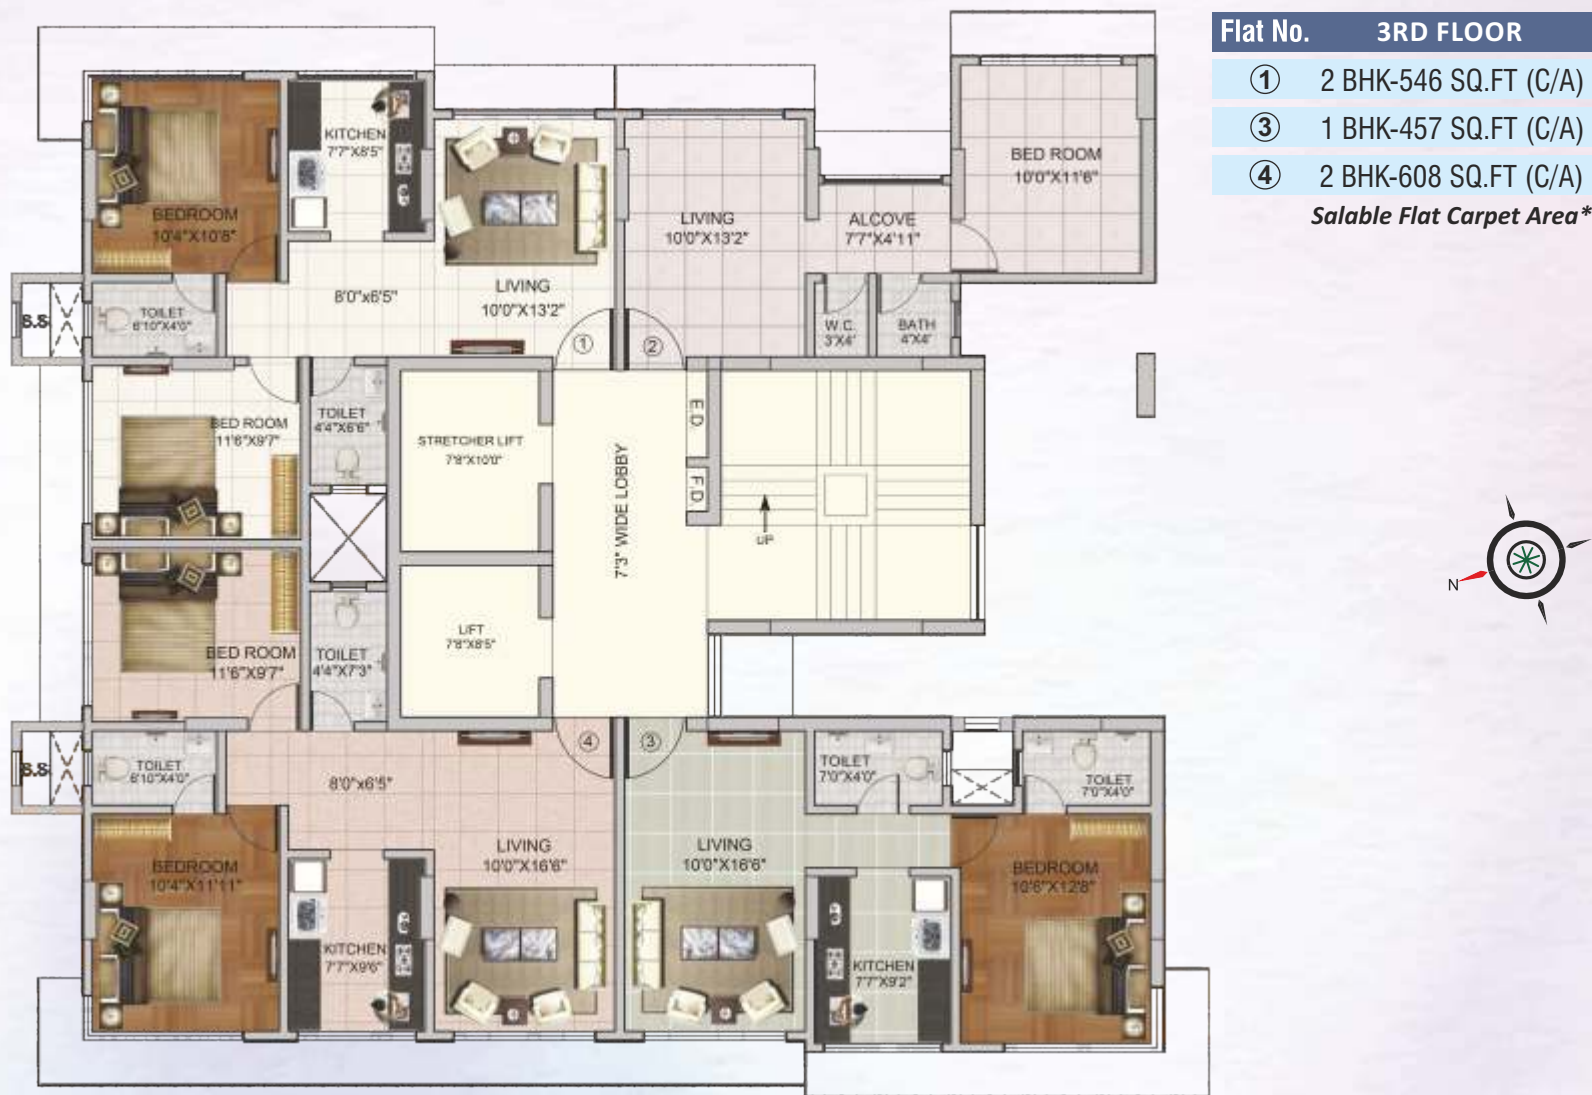 Flat No. 3RD FLOOR
① 2 BHK-546 SQ.FT (C/A)
③ 1 BHK-457 SQ.FT (C/A)
④ 2 BHK-608 SQ.FT (C/A)
Salable Flat Carpet Area*
BEDROOM
10'4"X10'8"
KITCHEN
7'7"X8'5"
LIVING
10'0"X13'2"
8'0"x6'5"
TOILET
6'10"X4'0"
S.S.
①
LIVING
10'0"X13'2"
②
ALCOVE
7'7"X4'11"
BED ROOM
10'0"X11'6"
W.C.
3'X4'
BATH
4'X4'
BED ROOM
11'6"X9'7"
TOILET
4'4"X6'6"
STRETCHER LIFT
7'8"X10'0"
E.D.
F.D.
7'3" WIDE LOBBY
UP
N
BED ROOM
11'6"X9'7"
TOILET
4'4"X7'3"
LIFT
7'8"X8'5"
④
③
S.S.
TOILET
6'10"X4'0"
8'0"x6'5"
LIVING
10'0"X16'6"
BEDROOM
10'4"X11'11"
KITCHEN
7'7"X9'6"
LIVING
10'0"X16'6"
TOILET
7'0"X4'0"
TOILET
7'0"X4'0"
BEDROOM
10'6"X12'8"
KITCHEN
7'7"X9'2"